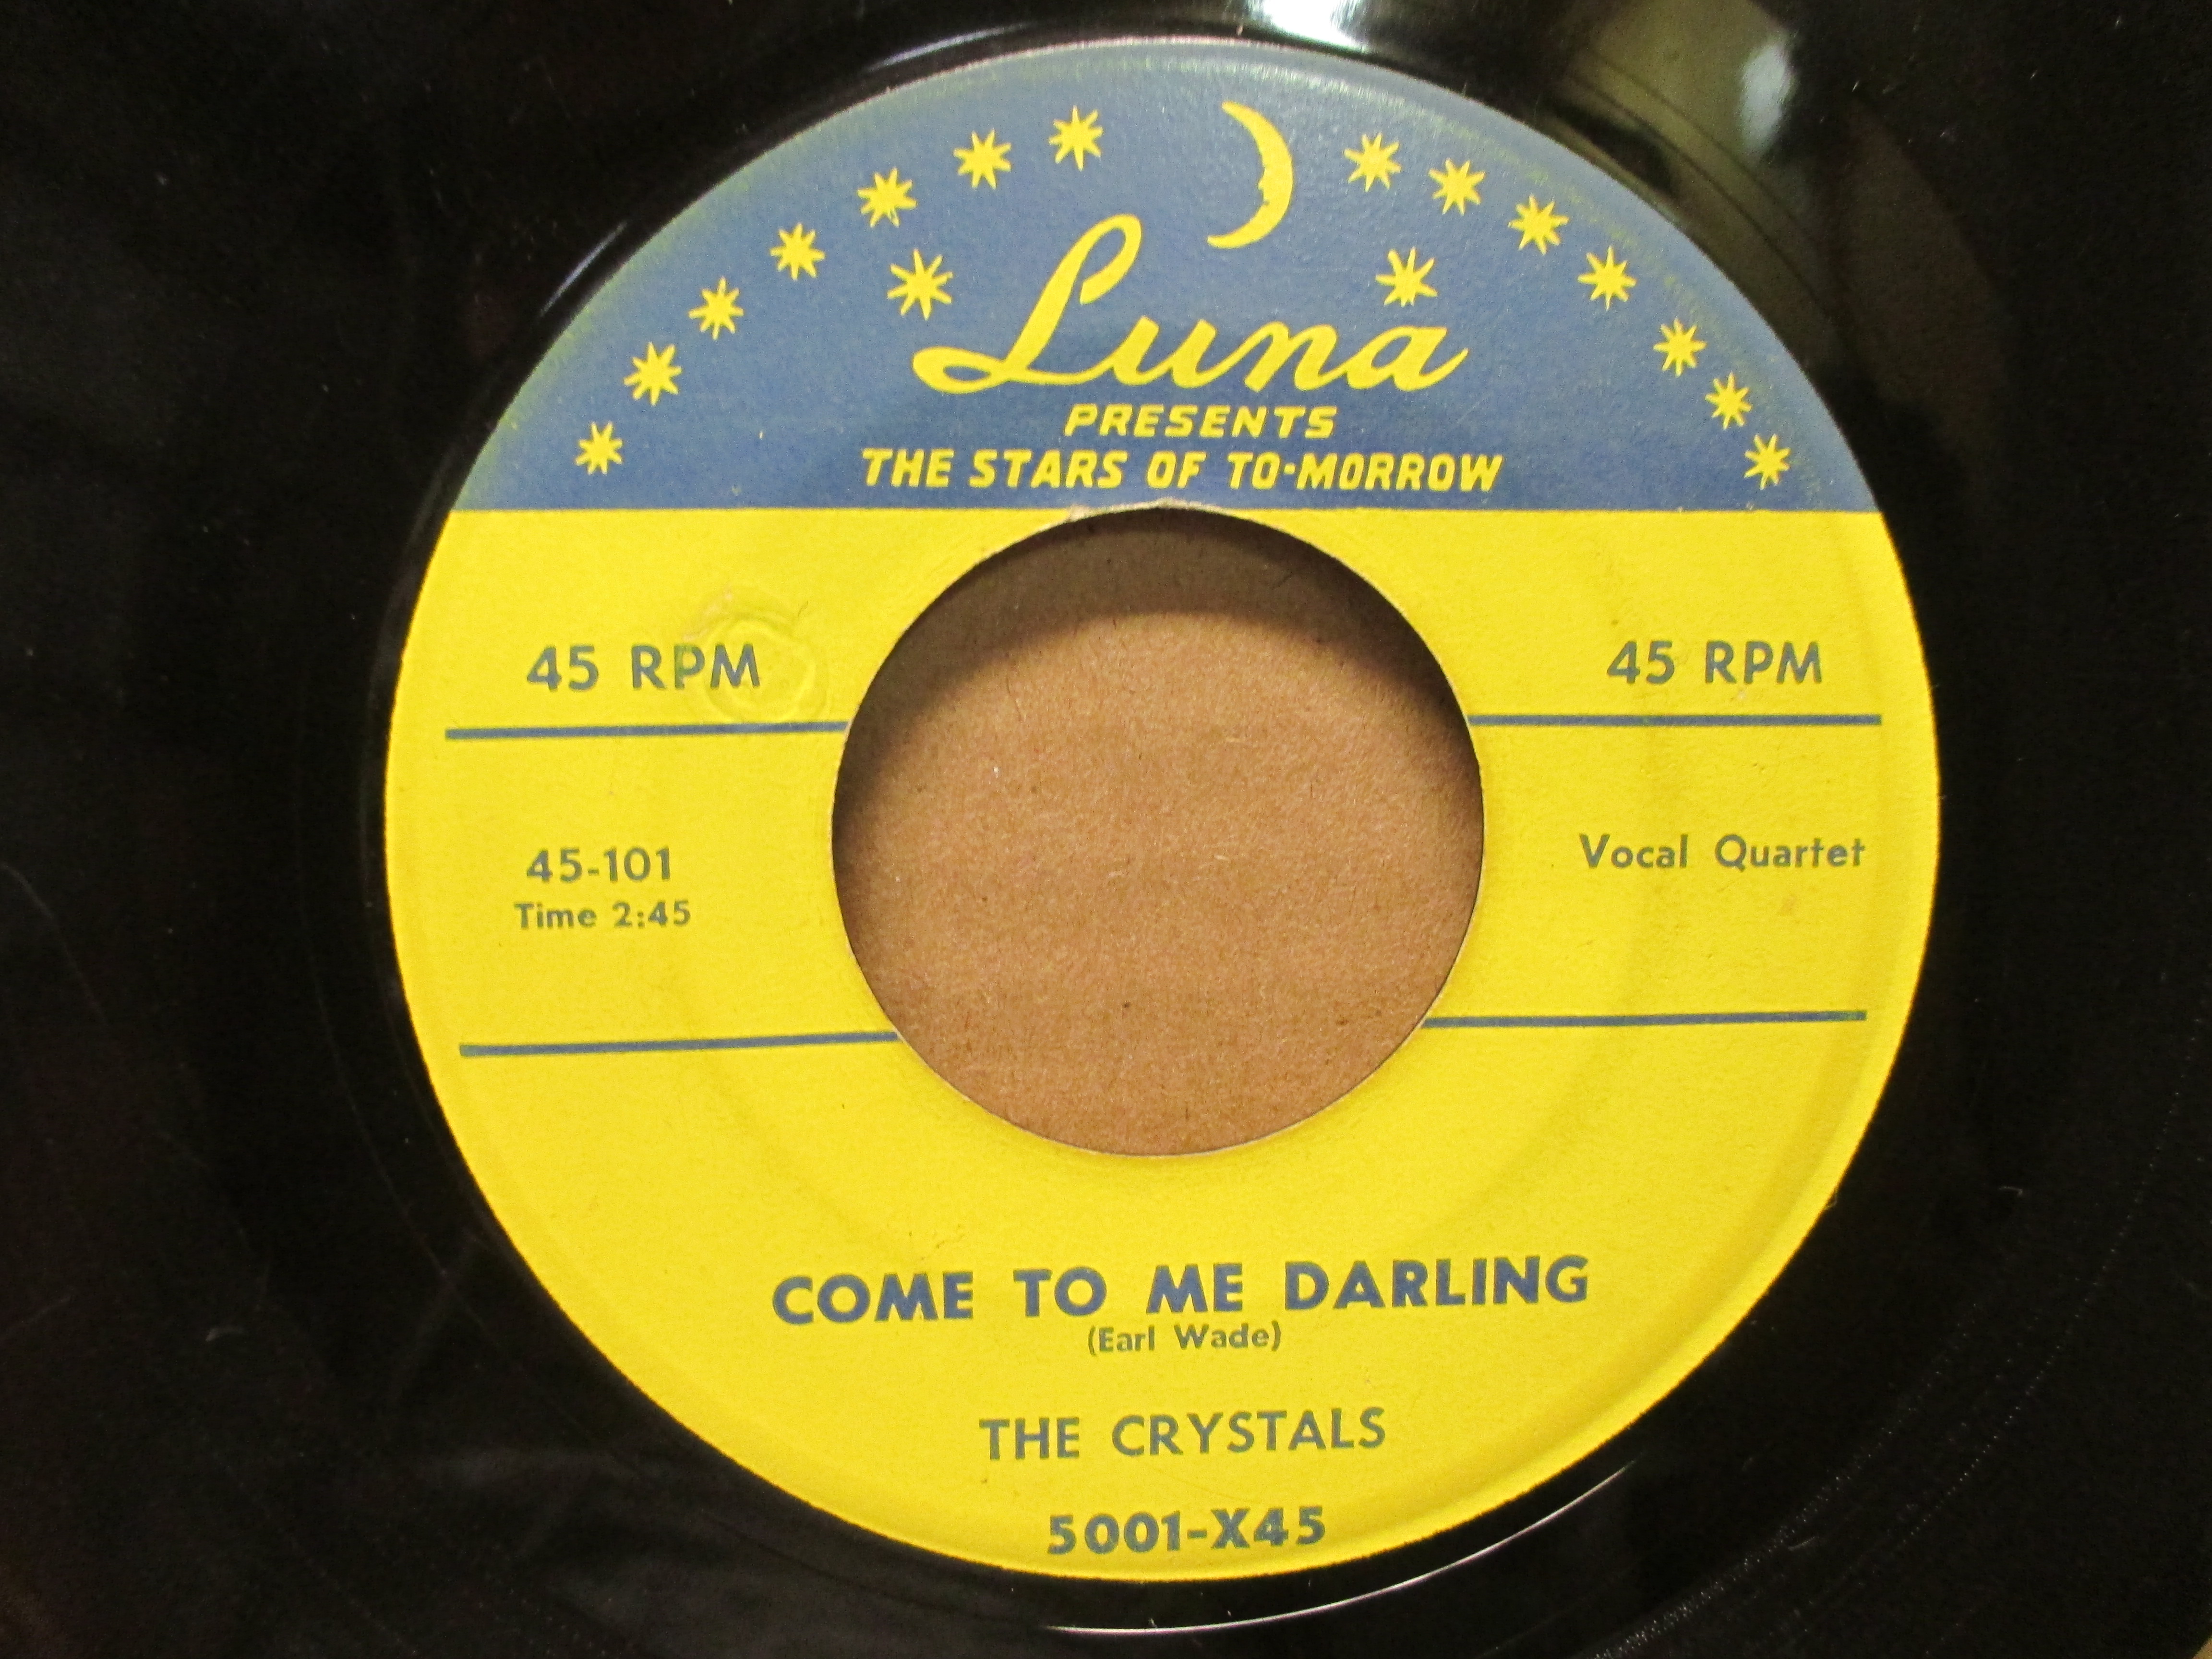 Luna
PRESENTS
THE STARS OF TO-MORROW
45 RPM
45 RPM
45-101
Time 2:45
Vocal Quartet
COME TO ME DARLING
(Earl Wade)
THE CRYSTALS
5001-X45